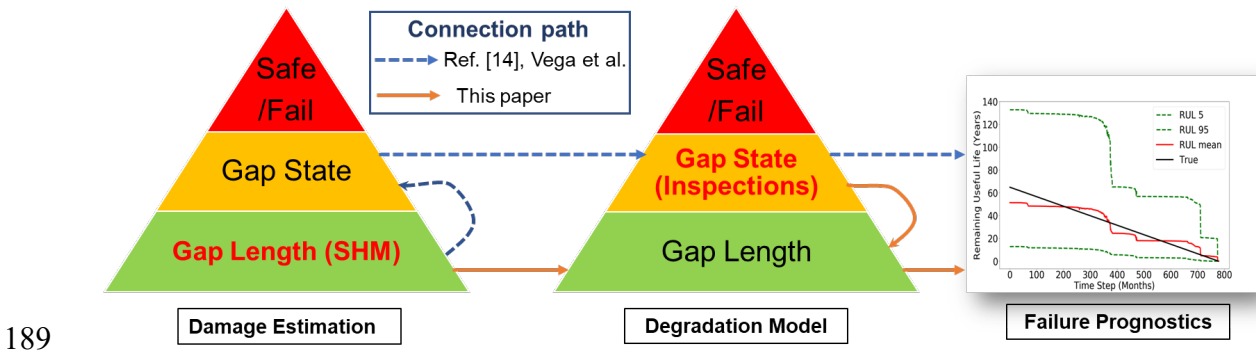 Connection path
Ref. [14], Vega et al.
This paper
Safe
/Fail
Gap State
Gap Length (SHM)
Damage Estimation
Safe
/Fail
Gap State
(Inspections)
Gap Length
Degradation Model
Remaining Useful Life (Years)
140
120
100
80
60
40
20
0
RUL 5
RUL 95
RUL mean
True
0 100 200 300 400 500 600 700 800
Time Step (Months)
Failure Prognostics
189